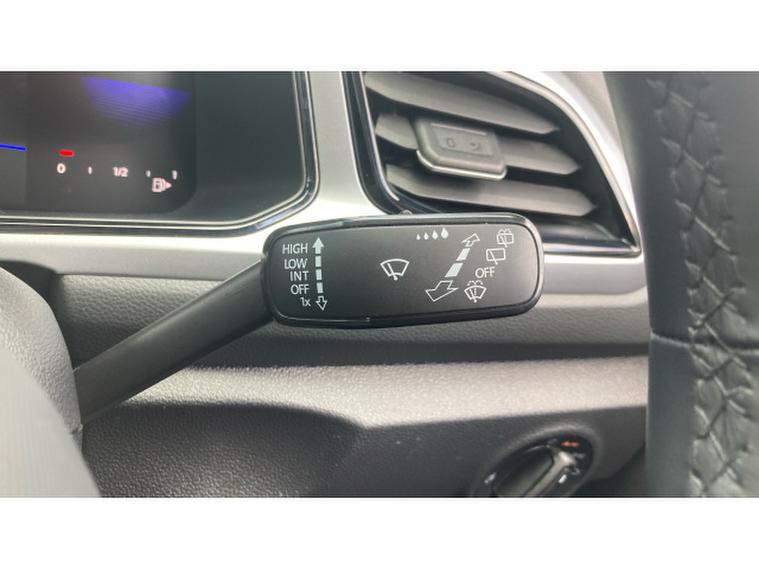 0 1/2 1
HIGH
LOW
INT
OFF
1x
OFF